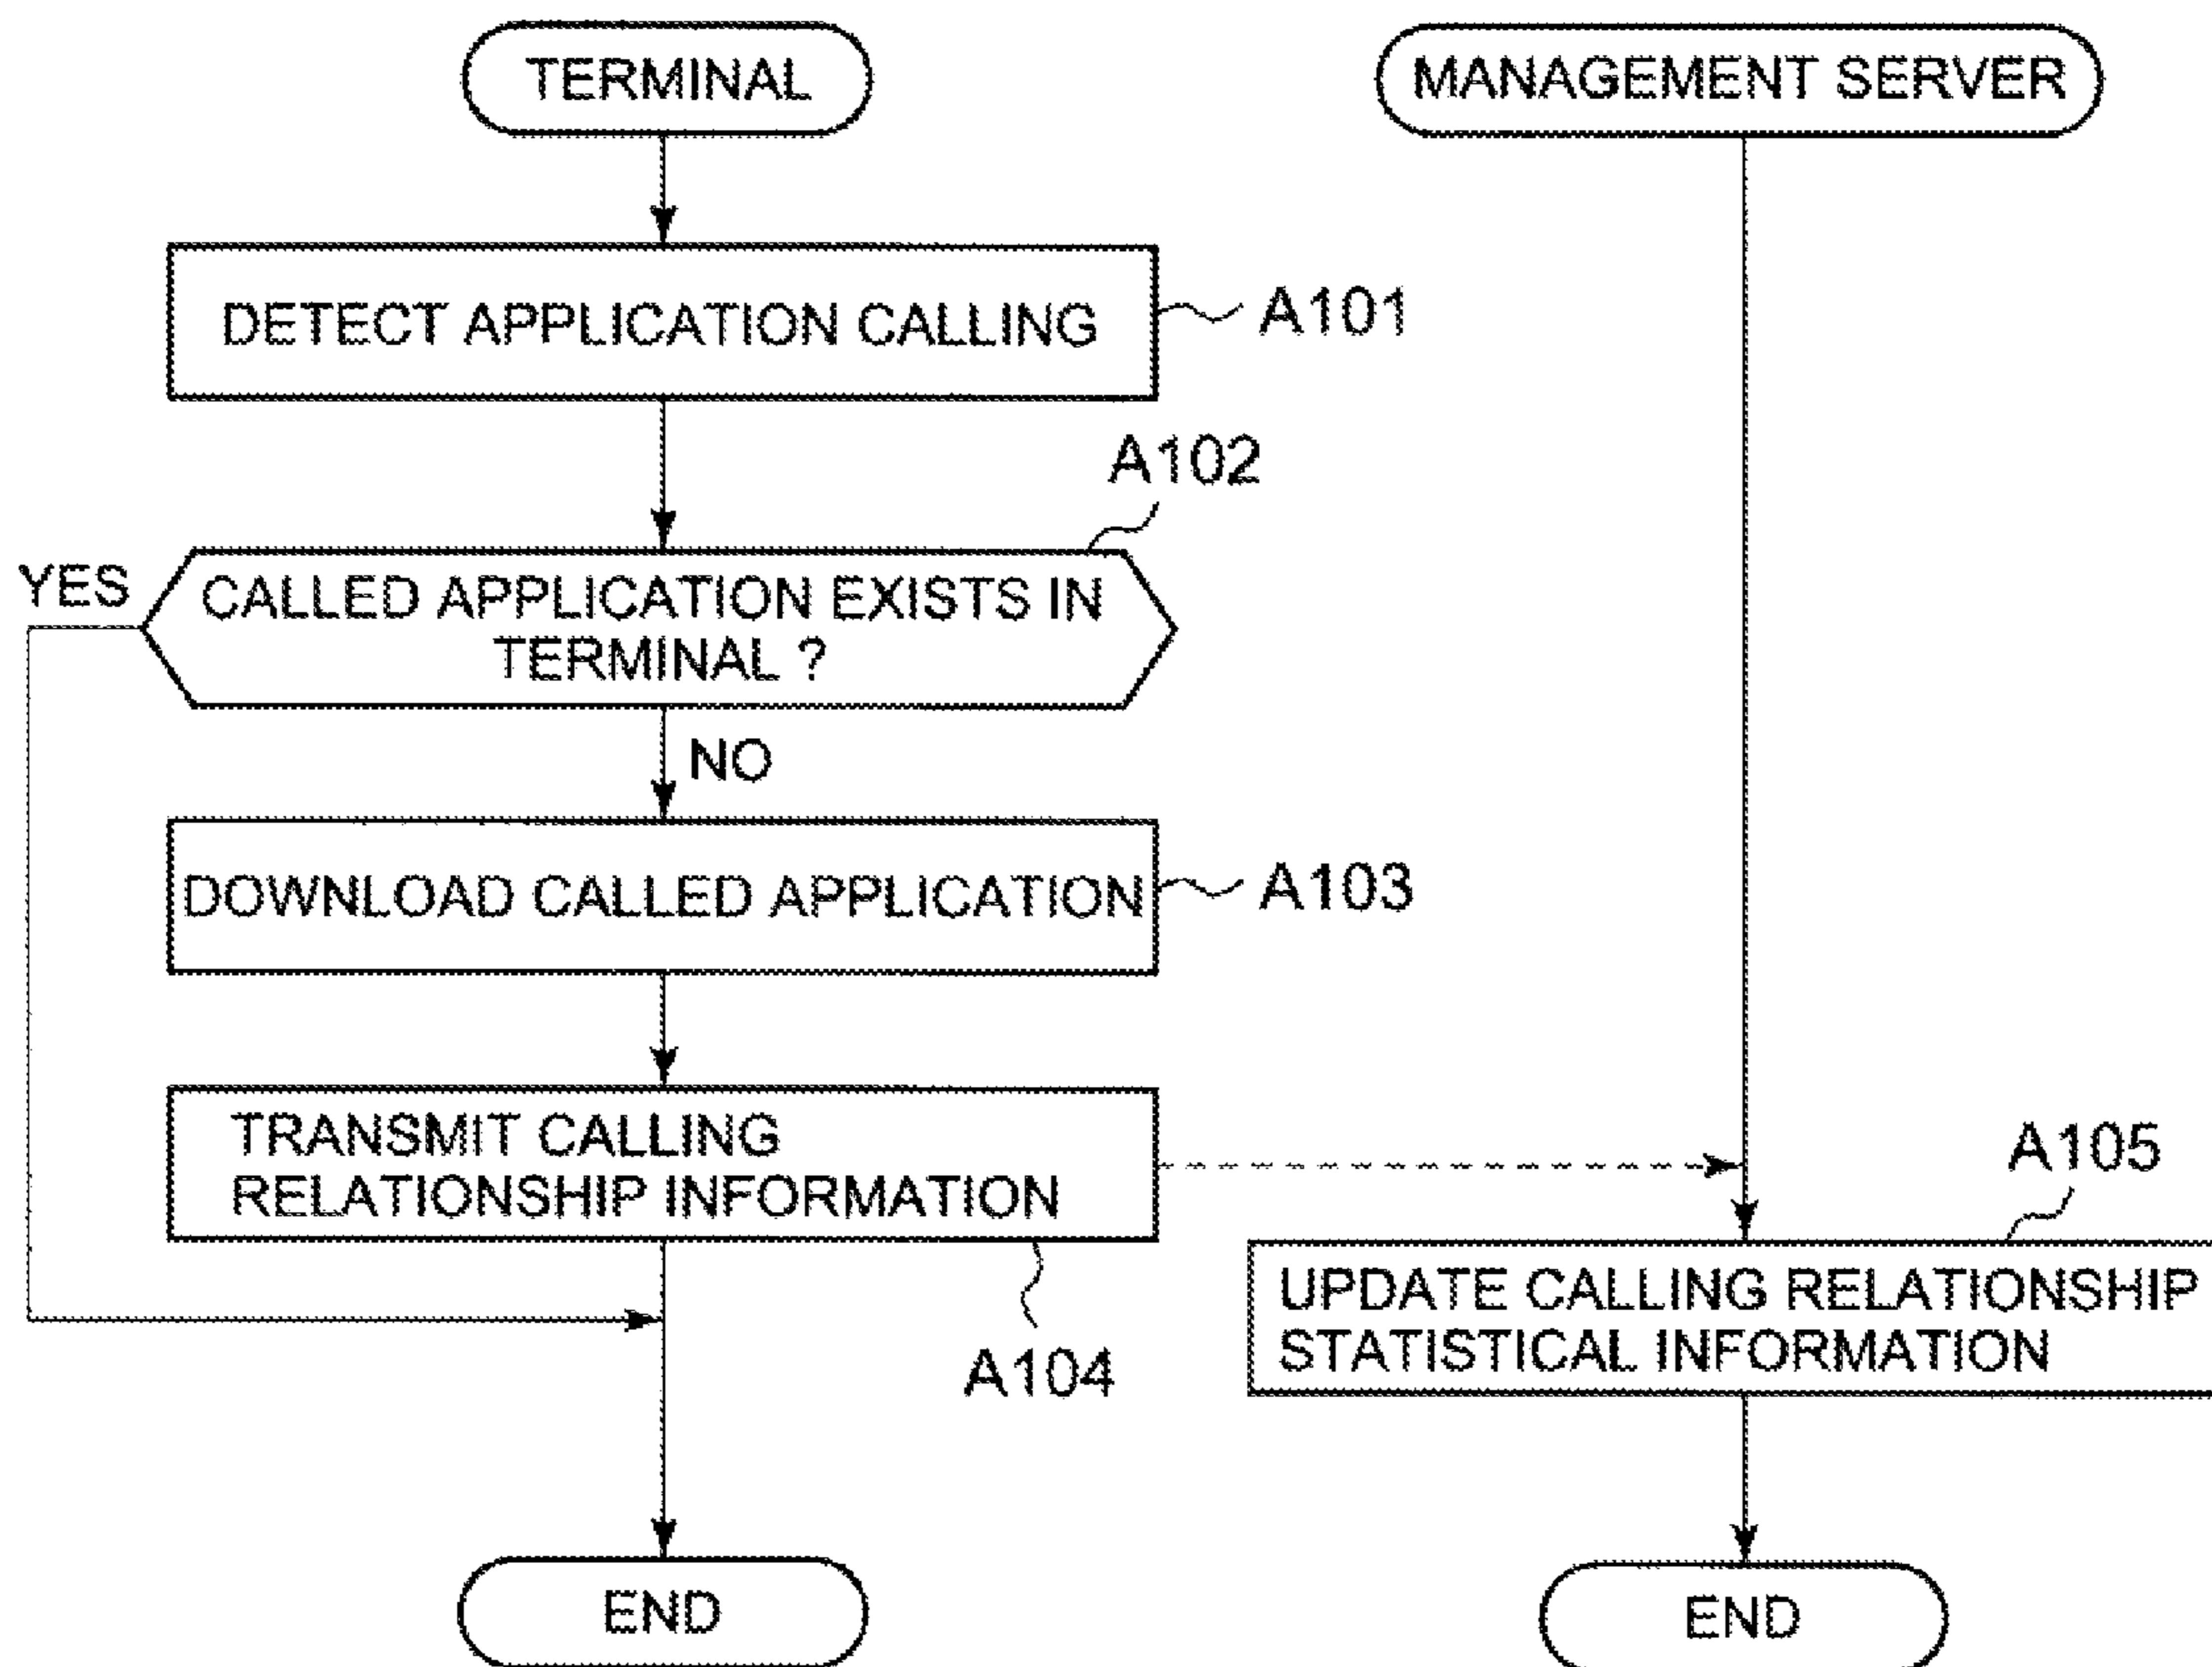 TERMINAL
MANAGEMENT SERVER
DETECT APPLICATION CALLING
A101
A102
YES
CALLED APPLICATION EXISTS IN
TERMINAL ?
NO
DOWNLOAD CALLED APPLICATION
A103
TRANSMIT CALLING
RELATIONSHIP INFORMATION
A104
A105
UPDATE CALLING RELATIONSHIP
STATISTICAL INFORMATION
END
END